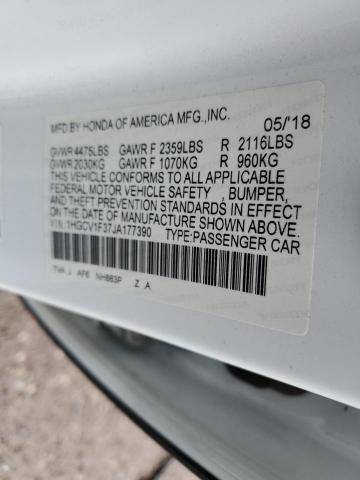 MFD.BY HONDA OF AMERICA MFG.,INC. 05/'18
GVWR 4475LBS GAWR F 2359LBS R 2116LBS
GVWR 2030KG GAWR F 1070KG R 960KG
THIS VEHICLE CONFORMS TO ALL APPLICABLE
FEDERAL MOTOR VEHICLE SAFETY , BUMPER,
AND THEFT PREVENTION STANDARDS IN EFFECT
ON THE DATE OF MANUFACTURE SHOWN ABOVE.
V.I.N.:1HGCV1F37JA177390 TYPE:PASSENGER CAR
TVA J AF6 NH883P Z A